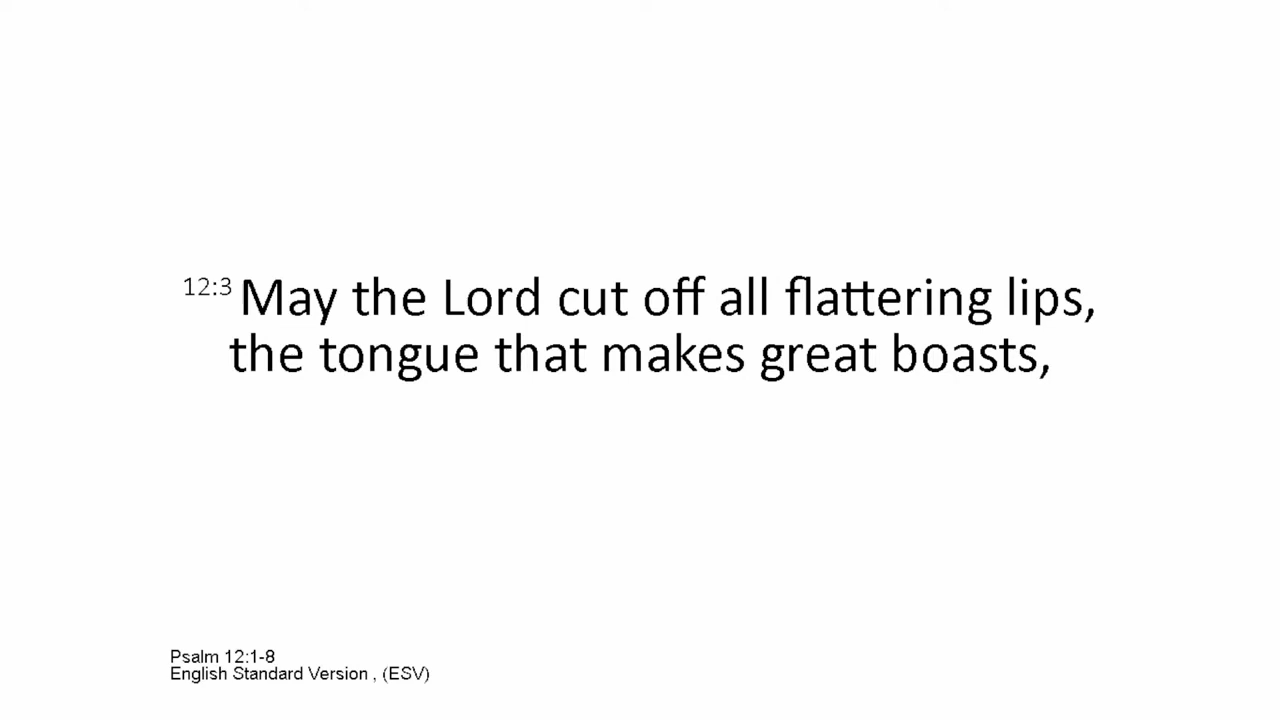 12:3 May the Lord cut off all flattering lips,
the tongue that makes great boasts,
Psalm 12:1-8
English Standard Version , (ESV)